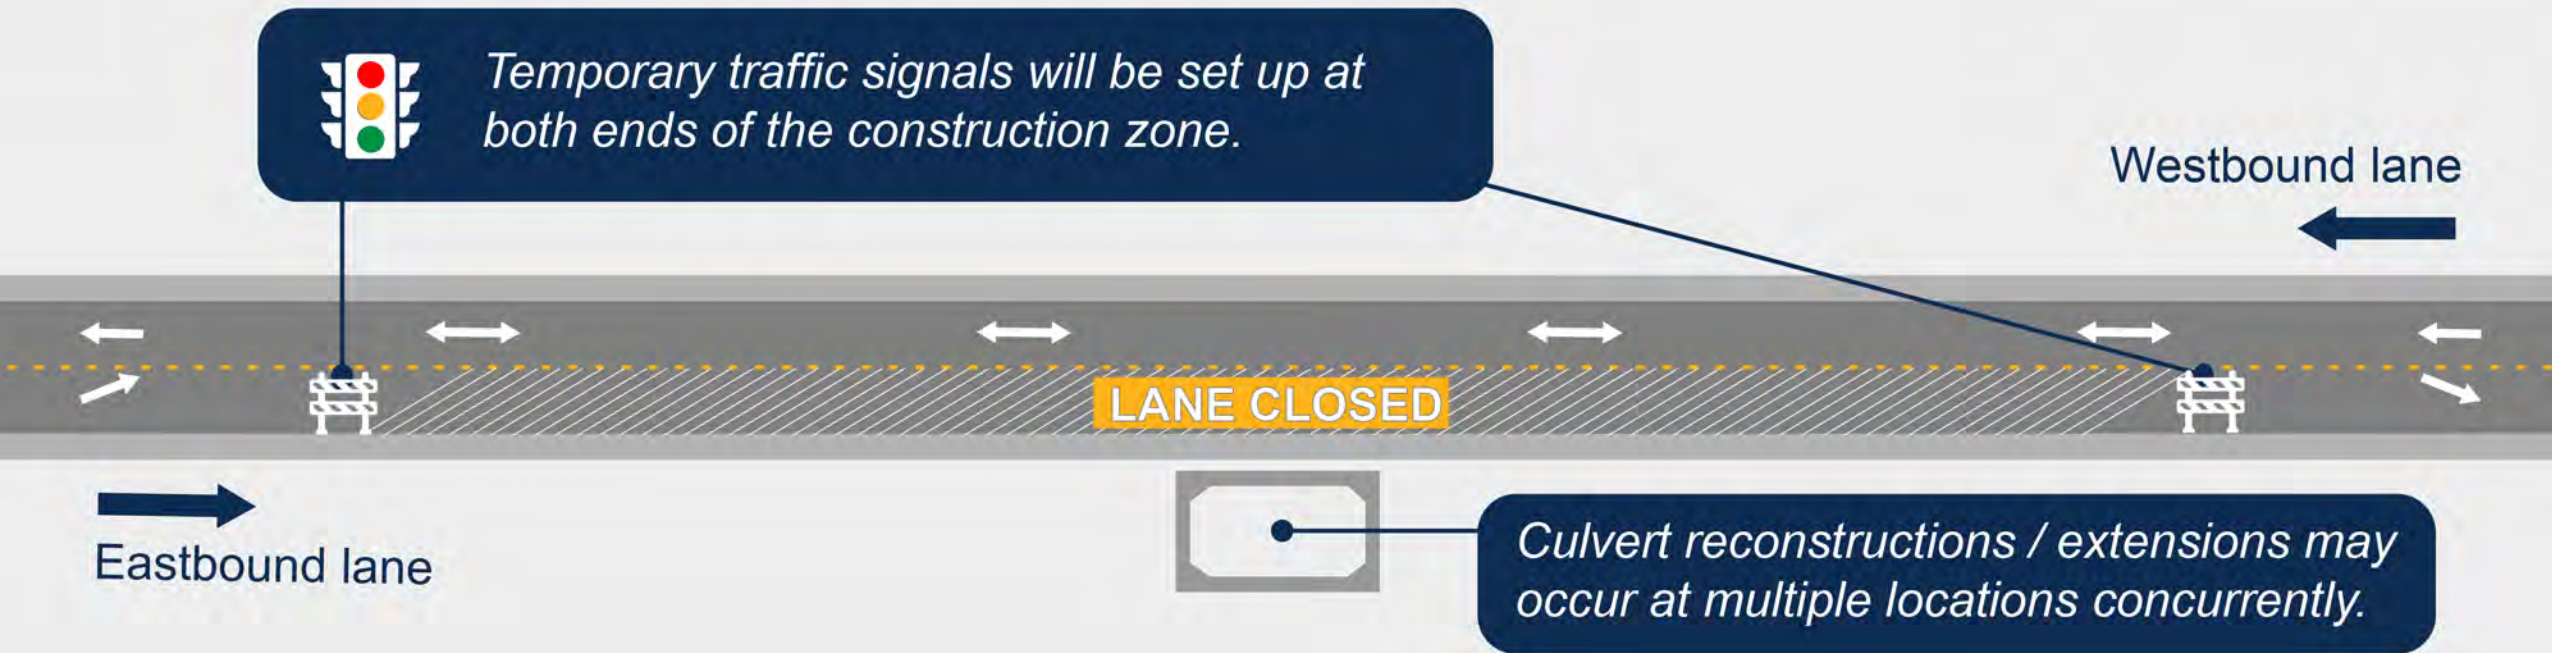 Temporary traffic signals will be set up at
both ends of the construction zone.
Westbound lane
LANE CLOSED
Eastbound lane
Culvert reconstructions / extensions may
occur at multiple locations concurrently.